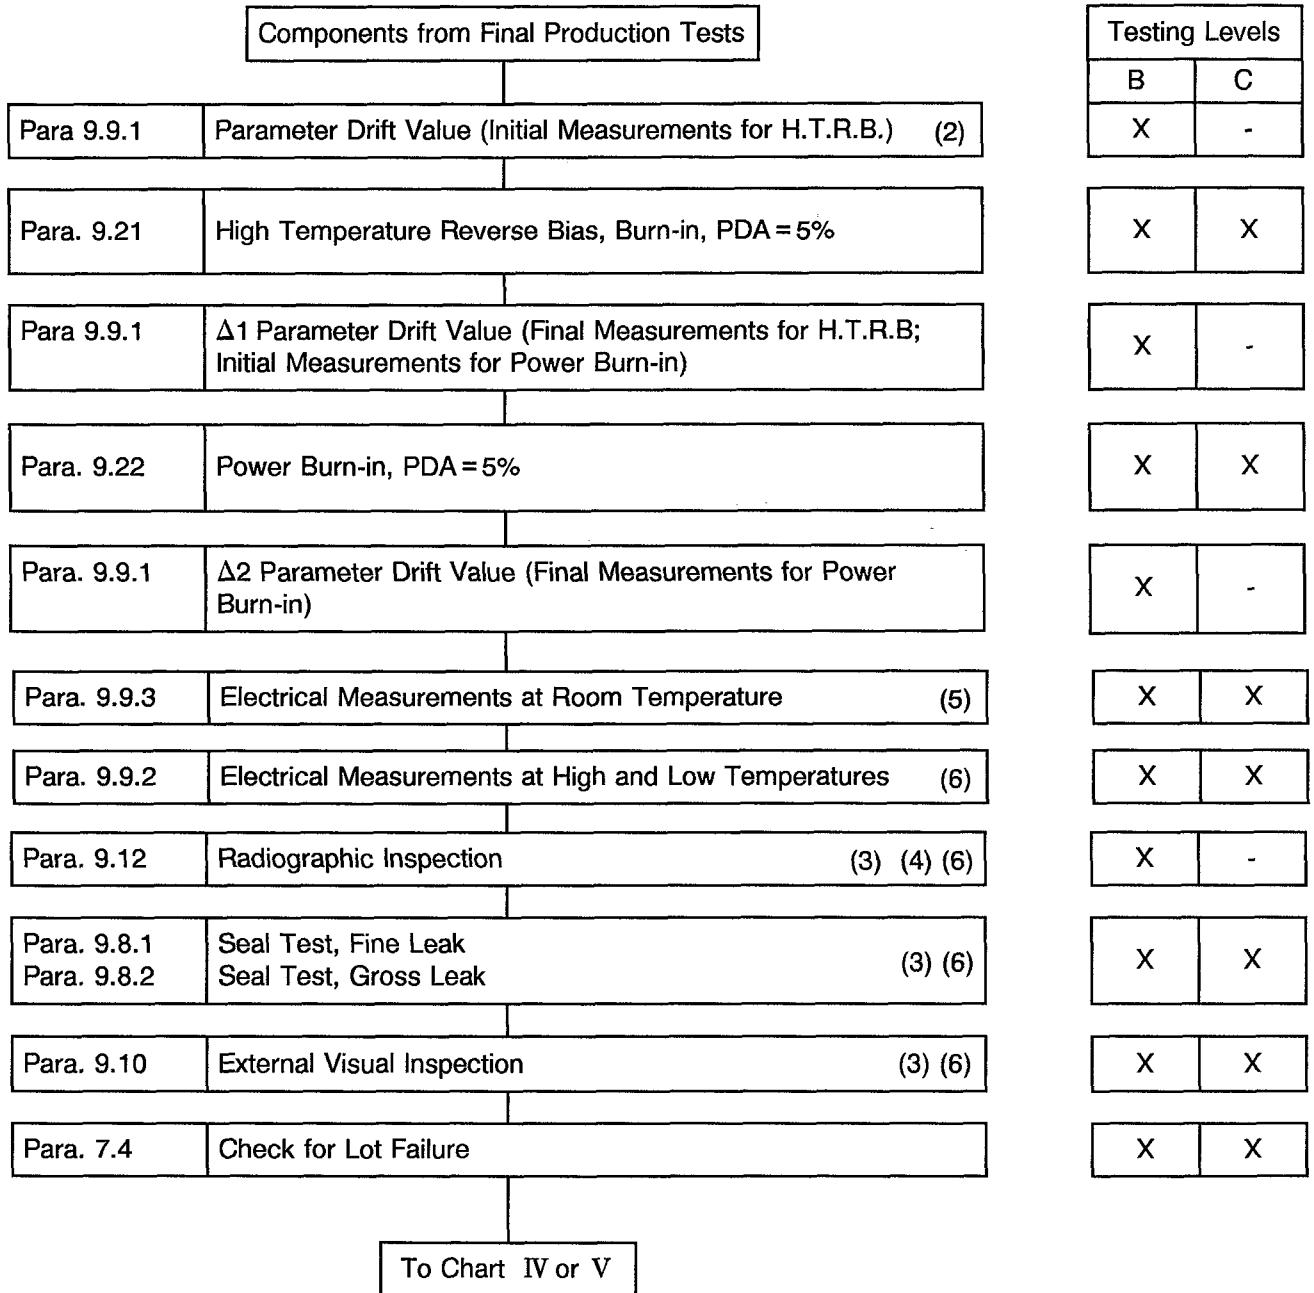 Components from Final Production Tests
Testing Levels
B C
Para 9.9.1 Parameter Drift Value (Initial Measurements for H.T.R.B.) (2) X -
Para. 9.21 High Temperature Reverse Bias, Burn-in, PDA = 5% X X
Para 9.9.1 Δ1 Parameter Drift Value (Final Measurements for H.T.R.B; X -
Initial Measurements for Power Burn-in)
Para. 9.22 Power Burn-in, PDA = 5% X X
Para. 9.9.1 Δ2 Parameter Drift Value (Final Measurements for Power X -
Burn-in)
Para. 9.9.3 Electrical Measurements at Room Temperature (5) X X
Para. 9.9.2 Electrical Measurements at High and Low Temperatures (6) X X
Para. 9.12 Radiographic Inspection (3) (4) (6) X -
Para. 9.8.1 Seal Test, Fine Leak (3) (6) X X
Para. 9.8.2 Seal Test, Gross Leak
Para. 9.10 External Visual Inspection (3) (6) X X
Para. 7.4 Check for Lot Failure X X
To Chart IV or V